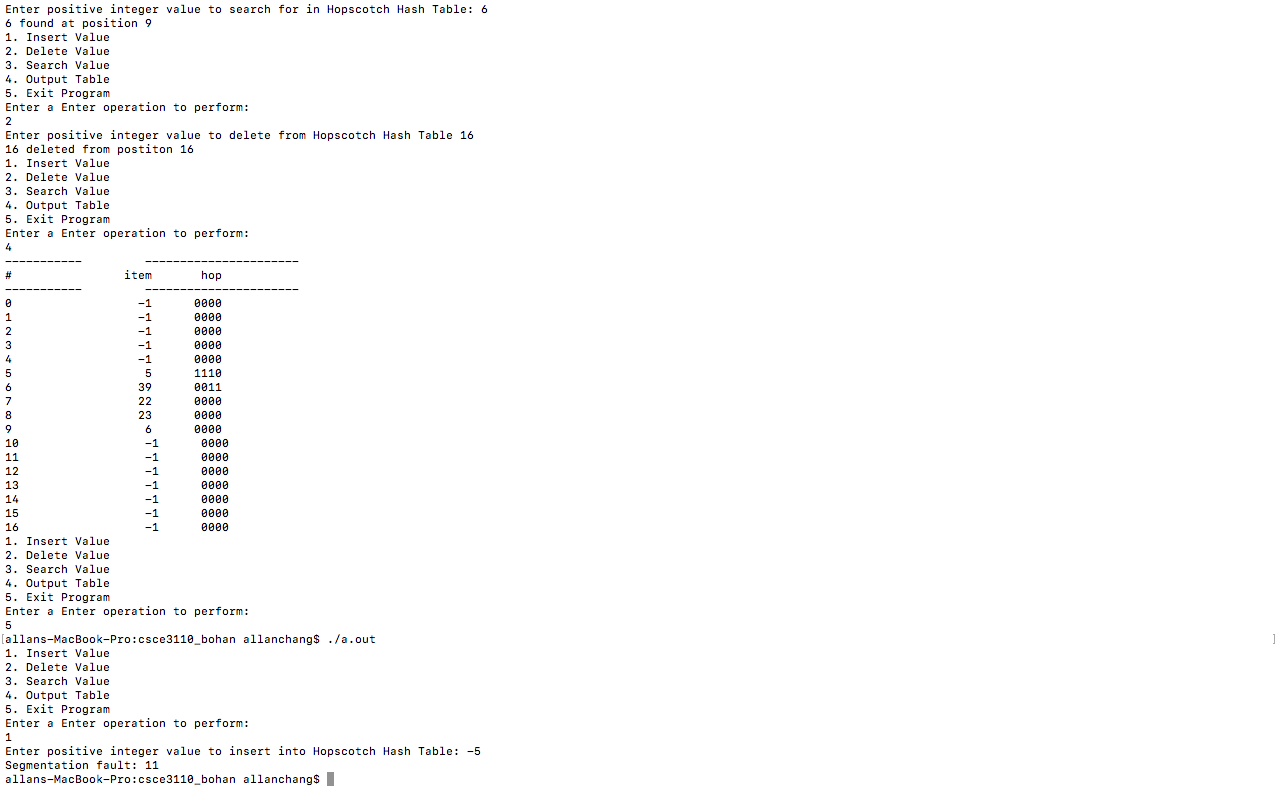 Enter positive integer value to search for in Hopscotch Hash Table: 6
6 found at position 9
1. Insert Value
2. Delete Value
3. Search Value
4. Output Table
5. Exit Program
Enter a Enter operation to perform:
2
Enter positive integer value to delete from Hopscotch Hash Table 16
16 deleted from postiton 16
1. Insert Value
2. Delete Value
3. Search Value
4. Output Table
5. Exit Program
Enter a Enter operation to perform:
4
-----------         ----------------------
#                item       hop
-----------         ----------------------
0                  -1      0000
1                  -1      0000
2                  -1      0000
3                  -1      0000
4                  -1      0000
5                   5      1110
6                  39      0011
7                  22      0000
8                  23      0000
9                   6      0000
10                  -1      0000
11                  -1      0000
12                  -1      0000
13                  -1      0000
14                  -1      0000
15                  -1      0000
16                  -1      0000
1. Insert Value
2. Delete Value
3. Search Value
4. Output Table
5. Exit Program
Enter a Enter operation to perform:
5
[allans-MacBook-Pro:csce3110_bohan allanchang$ ./a.out ]
1. Insert Value
2. Delete Value
3. Search Value
4. Output Table
5. Exit Program
Enter a Enter operation to perform:
1
Enter positive integer value to insert into Hopscotch Hash Table: -5
Segmentation fault: 11
allans-MacBook-Pro:csce3110_bohan allanchang$